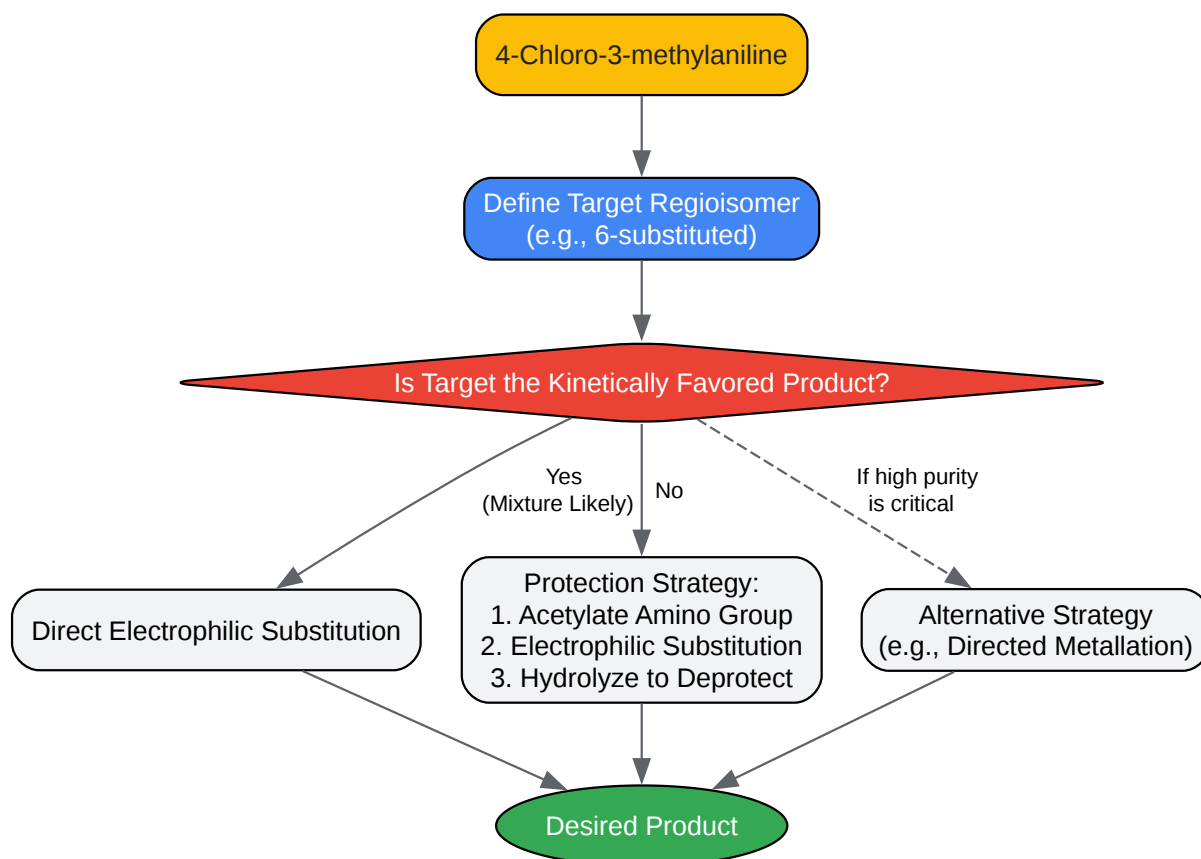 4-Chloro-3-methylaniline
Define Target Regioisomer
(e.g., 6-substituted)
Is Target the Kinetically Favored Product?
Yes
(Mixture Likely)
No
If high purity
is critical
Direct Electrophilic Substitution
Protection Strategy:
1. Acetylate Amino Group
2. Electrophilic Substitution
3. Hydrolyze to Deprotect
Alternative Strategy
(e.g., Directed Metallation)
Desired Product